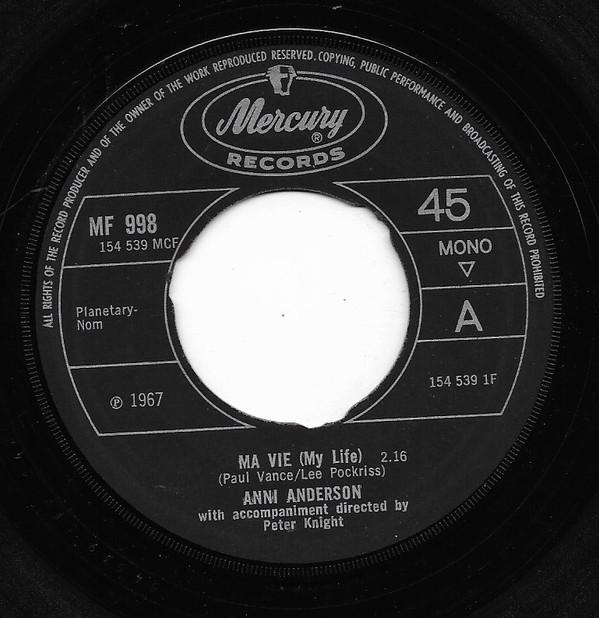 ALL RIGHTS OF THE RECORD PRODUCER AND OF THE OWNER OF THE WORK REPRODUCED RESERVED. COPYING, PUBLIC PERFORMANCE AND BROADCASTING OF THIS RECORD PROHIBITED
Mercury ®
RECORDS
MF 998
154 539 MCF
45
MONO
Planetary-
Nom
A
℗ 1967
154 539 1F
MA VIE (My Life) 2.16
(Paul Vance/Lee Pockriss)
ANNI ANDERSON
with accompaniment directed by
Peter Knight